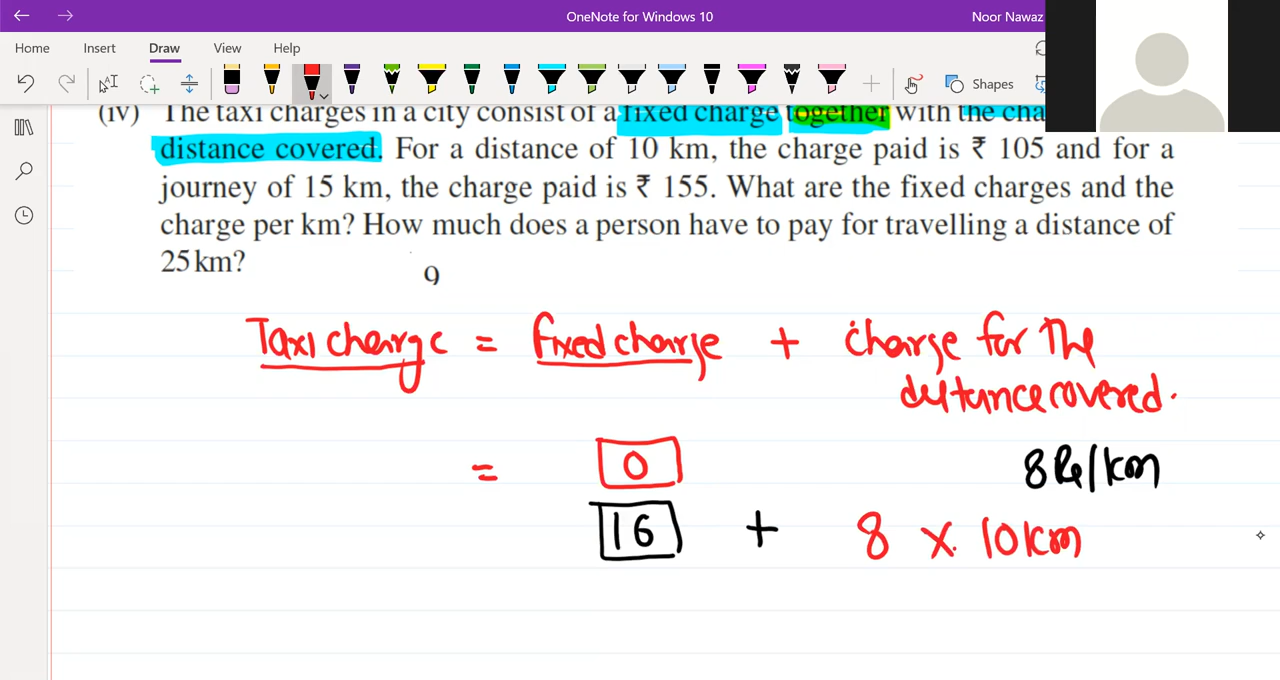 OneNote for Windows 10
Noor Nawaz
Home Insert Draw View Help
Shapes
(iv) The taxi charges in a city consist of a fixed charge together with the cha
distance covered. For a distance of 10 km, the charge paid is ₹ 105 and for a
journey of 15 km, the charge paid is ₹ 155. What are the fixed charges and the
charge per km? How much does a person have to pay for travelling a distance of
25 km?
9
Taxi charge = fixed charge + charge for the
distance covered.
= 0
8 Re/km
16 + 8 X 10km